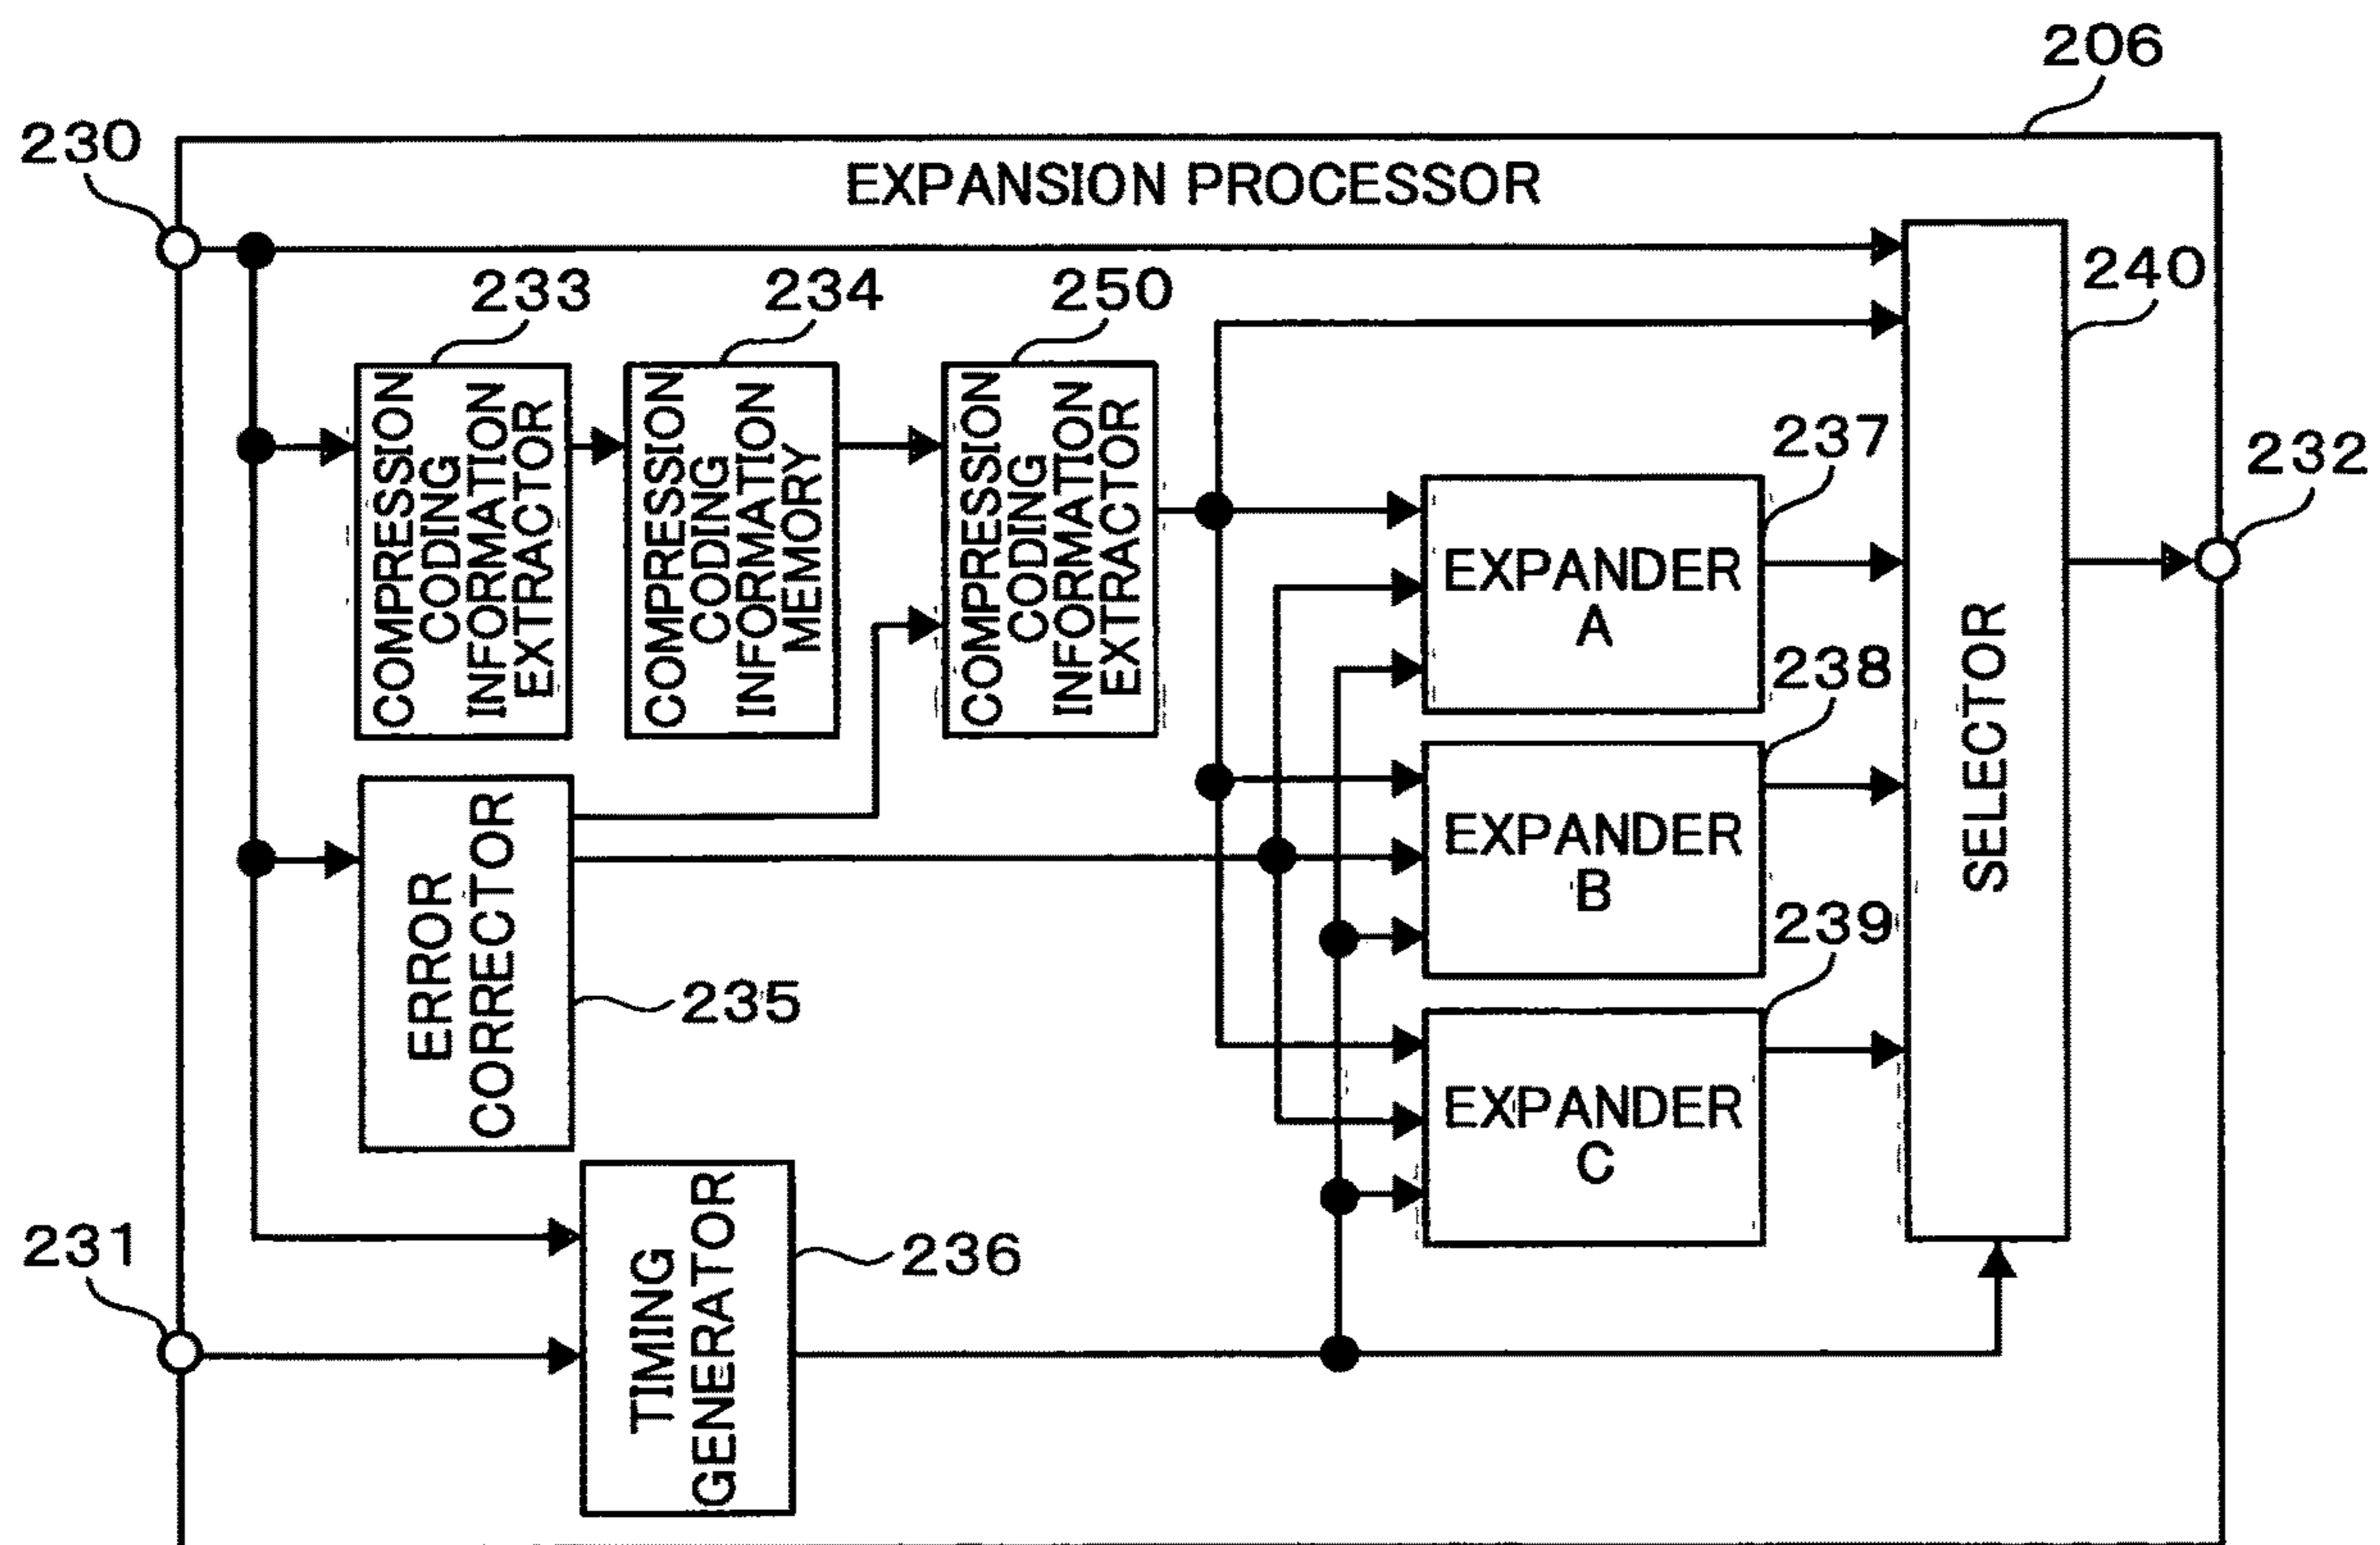 206
230
EXPANSION PROCESSOR
233
234
250
240
COMPRESSION
CODING
INFORMATION
EXTRACTOR
COMPRESSION
CODING
INFORMATION
MEMORY
COMPRESSION
CODING
INFORMATION
EXTRACTOR
237
EXPANDER
A
232
238
EXPANDER
B
SELECTOR
239
EXPANDER
C
ERROR
CORRECTOR
235
231
TIMING
GENERATOR
236